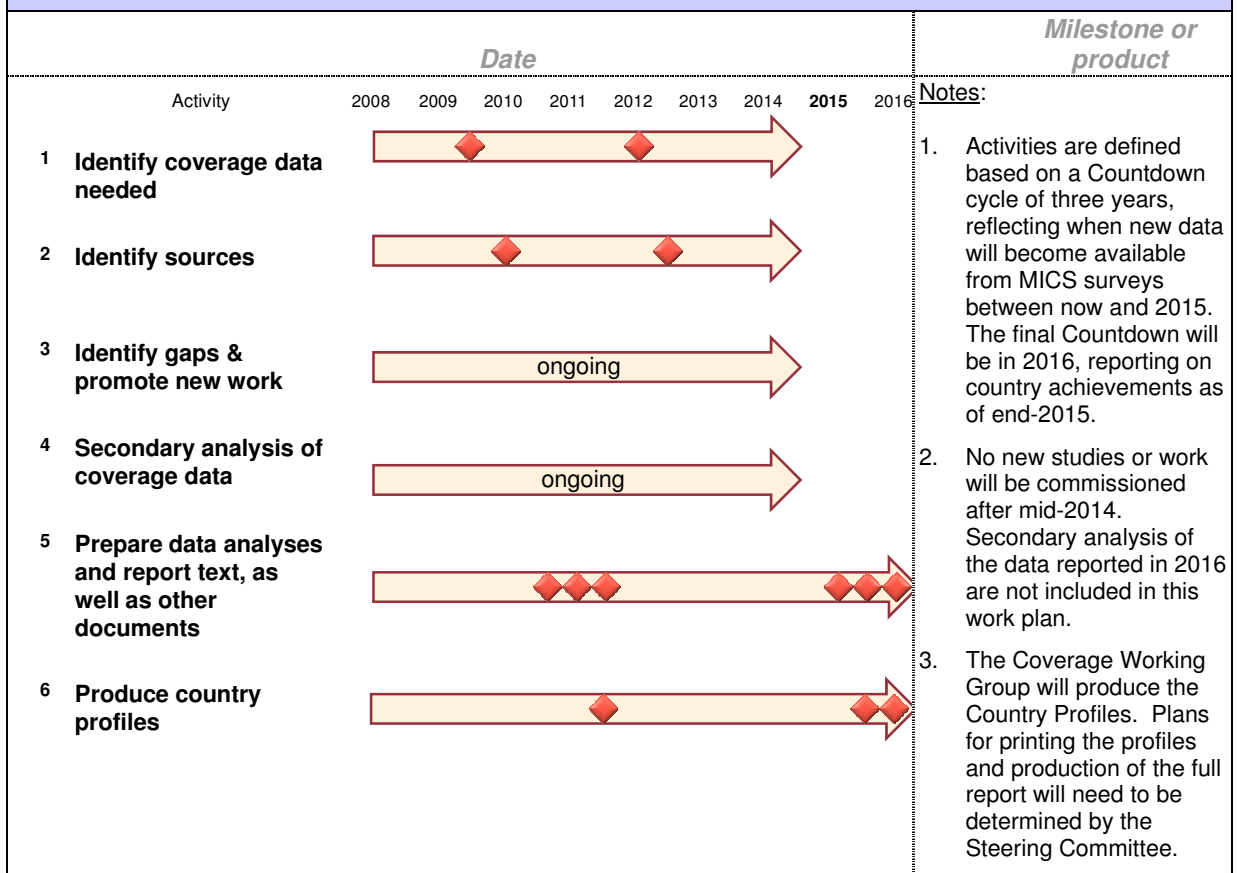 Date
Milestone or
product
Activity
2008 2009 2010 2011 2012 2013 2014 2015 2016
1 Identify coverage data
needed
2 Identify sources
3 Identify gaps &
promote new work
ongoing
4 Secondary analysis of
coverage data
ongoing
5 Prepare data analyses
and report text, as
well as other
documents
6 Produce country
profiles
Notes:
1. Activities are defined
based on a Countdown
cycle of three years,
reflecting when new data
will become available
from MICS surveys
between now and 2015.
The final Countdown will
be in 2016, reporting on
country achievements as
of end-2015.
2. No new studies or work
will be commissioned
after mid-2014.
Secondary analysis of
the data reported in 2016
are not included in this
work plan.
3. The Coverage Working
Group will produce the
Country Profiles. Plans
for printing the profiles
and production of the full
report will need to be
determined by the
Steering Committee.